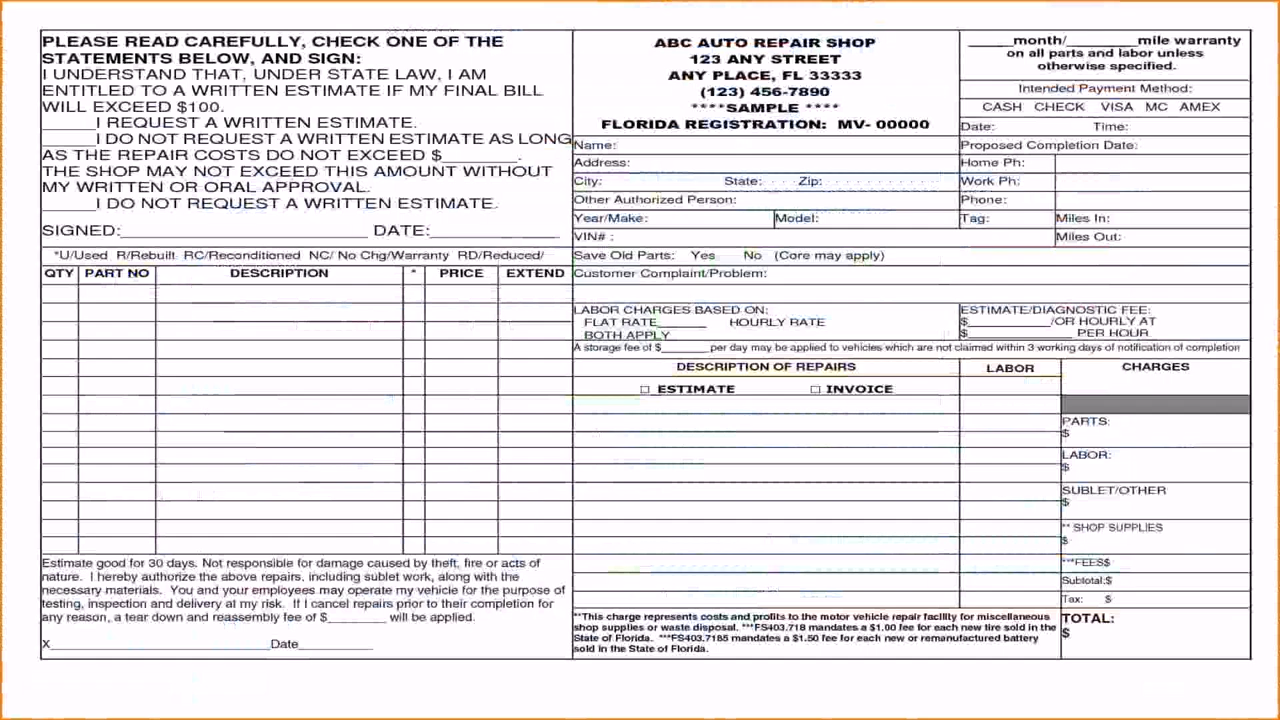 PLEASE READ CAREFULLY, CHECK ONE OF THE
STATEMENTS BELOW, AND SIGN:
I UNDERSTAND THAT, UNDER STATE LAW, I AM
ENTITLED TO A WRITTEN ESTIMATE IF MY FINAL BILL
WILL EXCEED $100.
______I REQUEST A WRITTEN ESTIMATE.
______I DO NOT REQUEST A WRITTEN ESTIMATE AS LONG
AS THE REPAIR COSTS DO NOT EXCEED $________.
THE SHOP MAY NOT EXCEED THIS AMOUNT WITHOUT
MY WRITTEN OR ORAL APPROVAL.
______I DO NOT REQUEST A WRITTEN ESTIMATE.
SIGNED:__________________________ DATE:______________
*U/Used R/Rebuilt RC/Reconditioned NC/ No Chg/Warranty RD/Reduced/
QTY PART NO DESCRIPTION * PRICE EXTEND
Estimate good for 30 days. Not responsible for damage caused by theft, fire or acts of
nature. I hereby authorize the above repairs, including sublet work, along with the
necessary materials. You and your employees may operate my vehicle for the purpose of
testing, inspection and delivery at my risk. If I cancel repairs prior to their completion for
any reason, a tear down and reassembly fee of $_________ will be applied.
X__________________________________Date____________
ABC AUTO REPAIR SHOP
123 ANY STREET
ANY PLACE, FL 33333
(123) 456-7890
****SAMPLE ****
FLORIDA REGISTRATION: MV- 00000
_____month/________mile warranty
on all parts and labor unless
otherwise specified.
Intended Payment Method:
CASH CHECK VISA MC AMEX
Date: Time:
Name: Proposed Completion Date:
Address: Home Ph:
City: State: Zip: Work Ph:
Other Authorized Person: Phone:
Year/Make: Model: Tag: Miles In:
VIN# : Miles Out:
Save Old Parts: Yes No (Core may apply)
Customer Complaint/Problem:
LABOR CHARGES BASED ON:
FLAT RATE_______ HOURLY RATE
BOTH APPLY
ESTIMATE/DIAGNOSTIC FEE:
$____________/OR HOURLY AT
$_______________ PER HOUR
A storage fee of $________ per day may be applied to vehicles which are not claimed within 3 working days of notification of completion
DESCRIPTION OF REPAIRS LABOR CHARGES
☐ ESTIMATE ☐ INVOICE
PARTS:
$
LABOR:
$
SUBLET/OTHER
$
** SHOP SUPPLIES
$
***FEES$
Subtotal:$
Tax: $
TOTAL:
$
**This charge represents costs and profits to the motor vehicle repair facility for miscellaneous
shop supplies or waste disposal. ***FS403.718 mandates a $1.00 fee for each new tire sold in the
State of Florida. ***FS403.7185 mandates a $1.50 fee for each new or remanufactured battery
sold in the State of Florida.